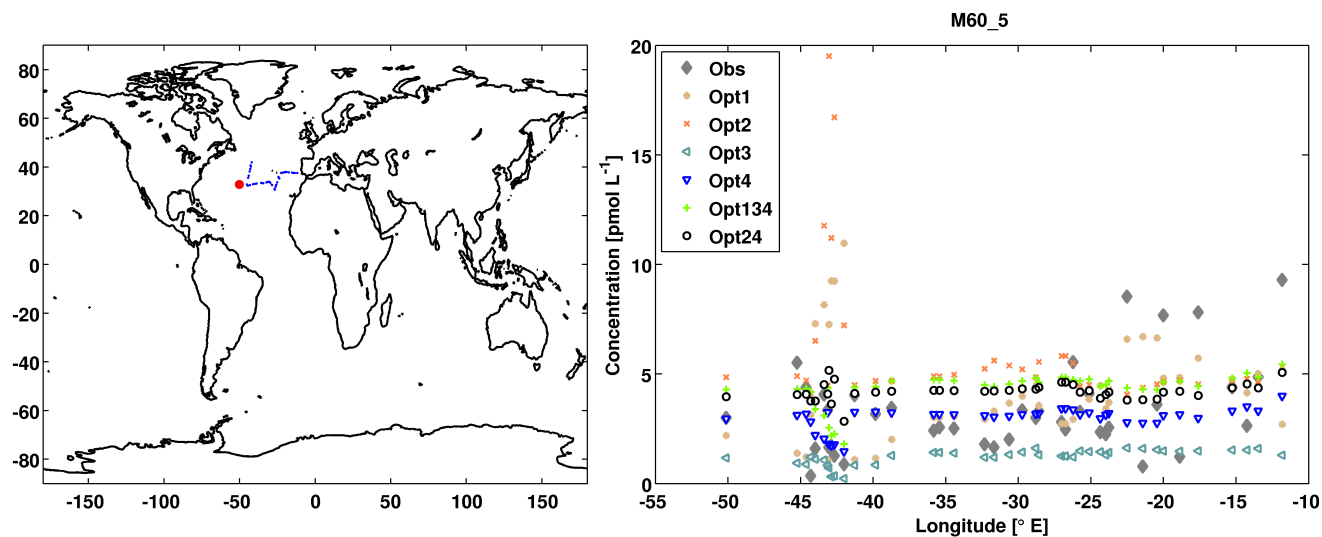 M60_5
80
60
40
20
0
-20
-40
-60
-80
-150 -100 -50 0 50 100 150
20
15
10
5
0
Concentration [pmol L⁻¹]
Obs
Opt1
Opt2
Opt3
Opt4
Opt134
Opt24
-55 -50 -45 -40 -35 -30 -25 -20 -15 -10
Longitude [° E]